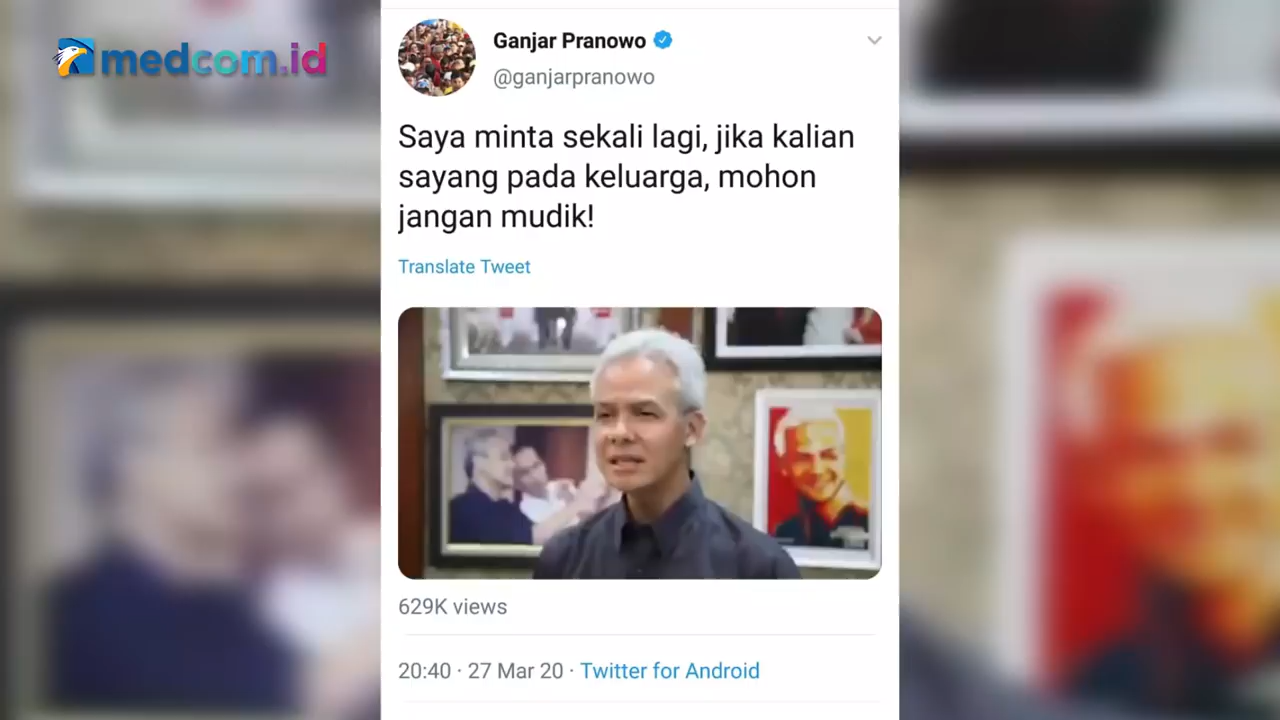 medcom.id
Ganjar Pranowo
@ganjarpranowo
Saya minta sekali lagi, jika kalian
sayang pada keluarga, mohon
jangan mudik!
Translate Tweet
629K views
20:40 · 27 Mar 20 · Twitter for Android